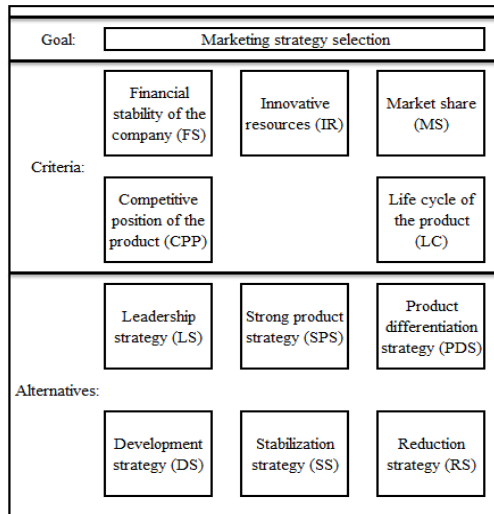 Goal:
Marketing strategy selection
Criteria:
Financial
stability of the
company (FS)
Innovative
resources (IR)
Market share
(MS)
Competitive
position of the
product (CPP)
Life cycle of
the product
(LC)
Alternatives:
Leadership
strategy (LS)
Strong product
strategy (SPS)
Product
differentiation
strategy (PDS)
Development
strategy (DS)
Stabilization
strategy (SS)
Reduction
strategy (RS)